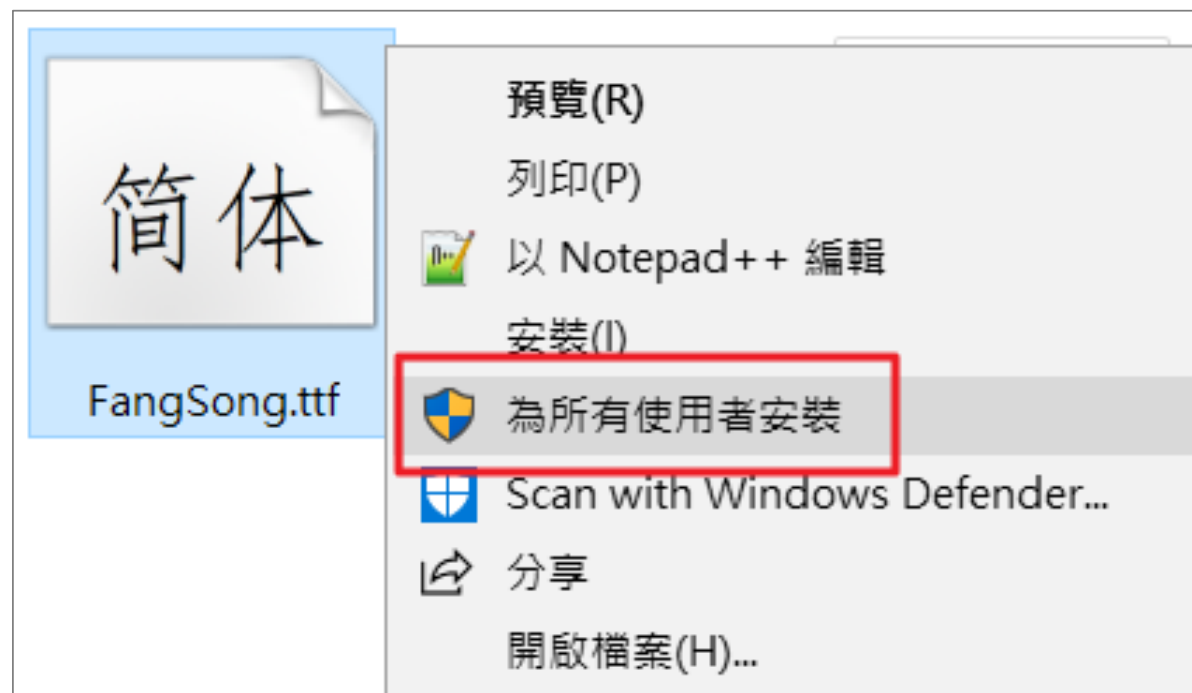 简体
FangSong.ttf
預覽(R)
列印(P)
以 Notepad++ 編輯
安裝(I)
為所有使用者安裝
Scan with Windows Defender...
分享
開啟檔案(H)...